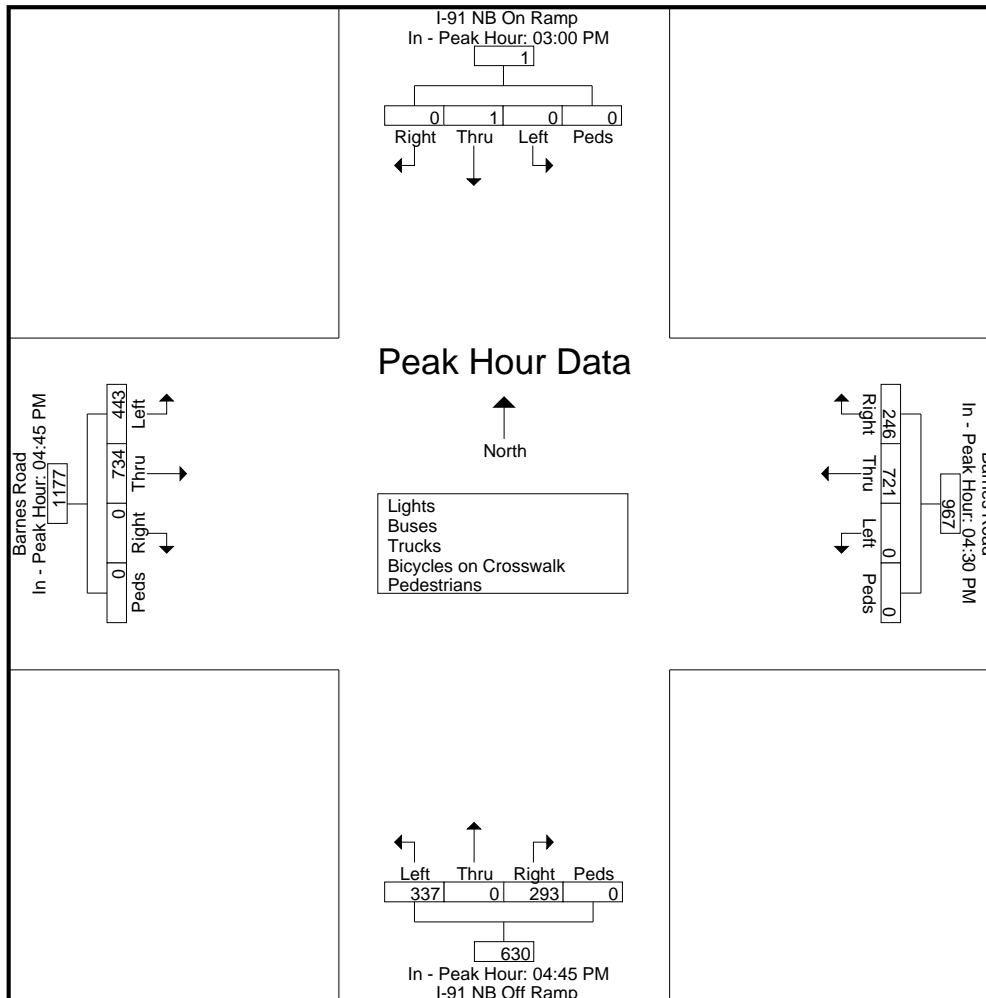 I-91 NB On Ramp
In - Peak Hour: 03:00 PM
1
0 1 0 0
Right Thru Left Peds
Peak Hour Data
North
Lights
Buses
Trucks
Bicycles on Crosswalk
Pedestrians
Barnes Road
In - Peak Hour: 04:45 PM
1177
443 734 0 0
Left Thru Right Peds
Barnes Road
In - Peak Hour: 04:30 PM
967
246 721 0 0
Right Thru Left Peds
Left Thru Right Peds
337 0 293 0
630
In - Peak Hour: 04:45 PM
I-91 NB Off Ramp